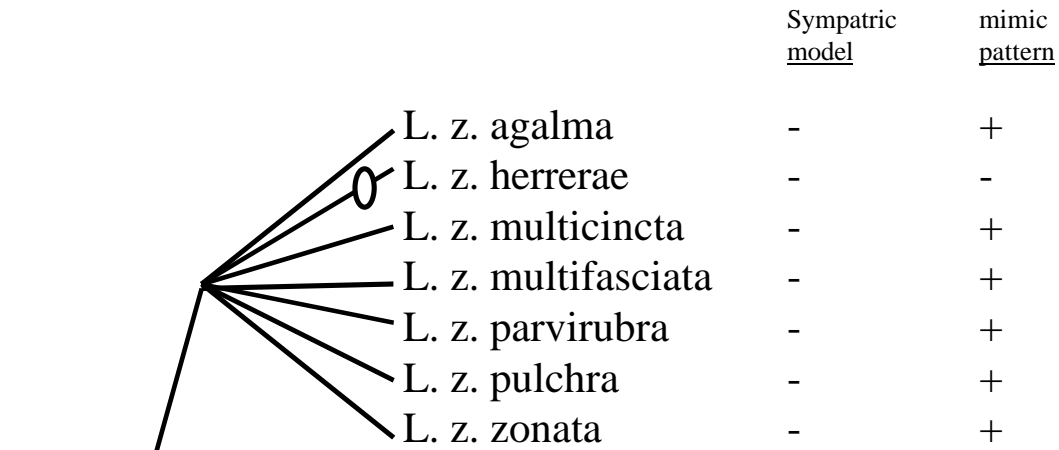 Sympatric mimic
model pattern
L. z. agalma - +
L. z. herrerae - -
L. z. multicincta - +
L. z. multifasciata - +
L. z. parvirubra - +
L. z. pulchra - +
L. z. zonata - +